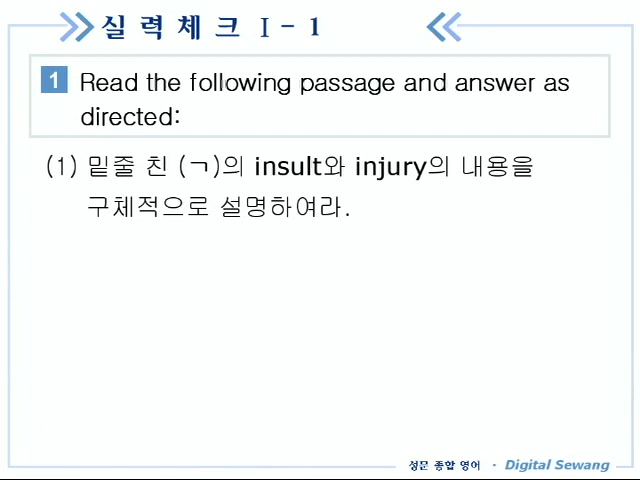 실력체크 I - 1
1 Read the following passage and answer as
directed:
(1) 밑줄 친 (ㄱ)의 insult와 injury의 내용을
구체적으로 설명하여라.
성문 종합 영어 · Digital Sewang